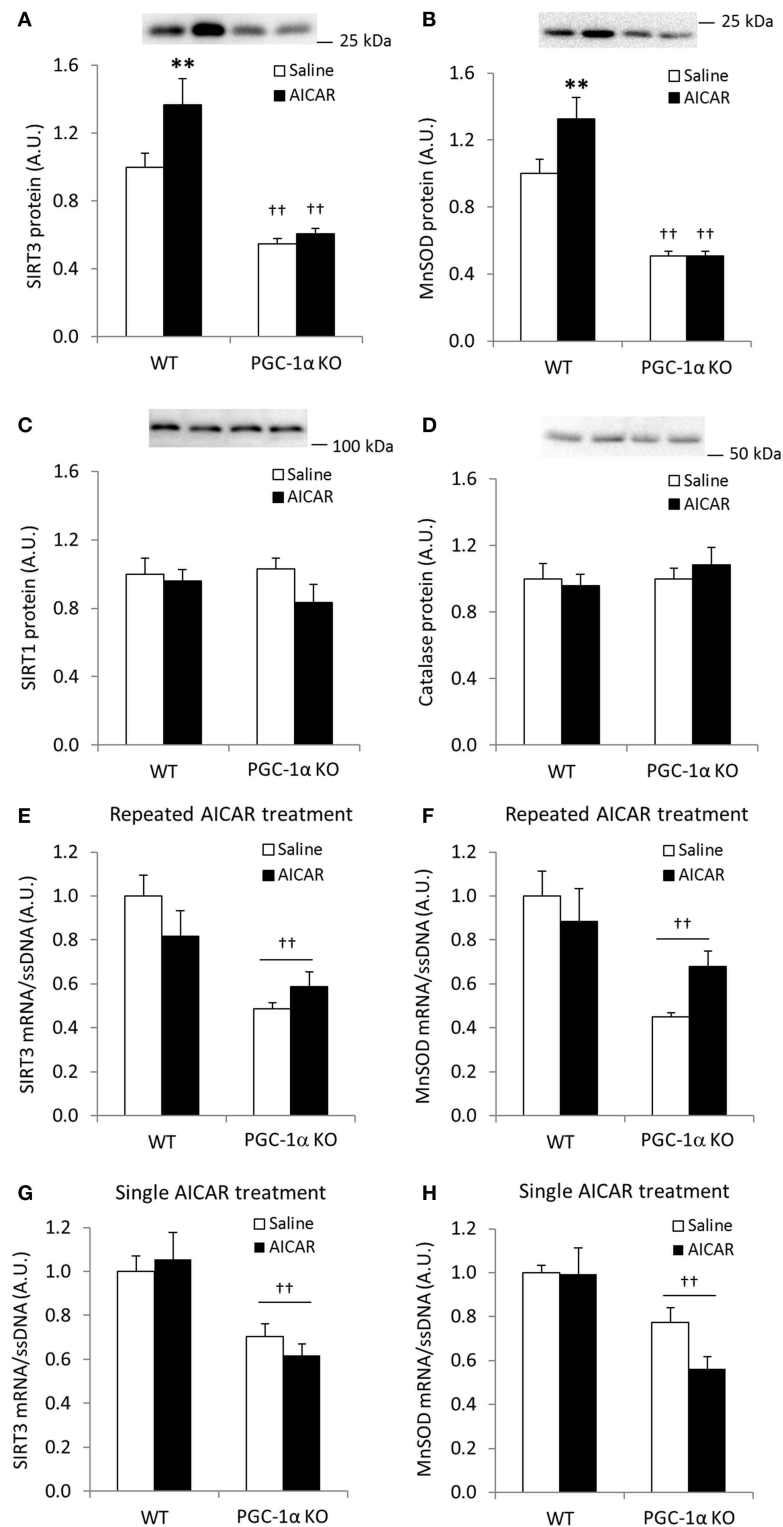 A
— 25 kDa
1.6
1.2
0.8
0.4
0.0
SIRT3 protein (A.U.)
Saline
AICAR
**
†† ††
WT PGC-1α KO
B
— 25 kDa
1.6
1.2
0.8
0.4
0.0
MnSOD protein (A.U.)
Saline
AICAR
**
†† ††
WT PGC-1α KO
C
— 100 kDa
1.6
1.2
0.8
0.4
0.0
SIRT1 protein (A.U.)
Saline
AICAR
WT PGC-1α KO
D
— 50 kDa
1.6
1.2
0.8
0.4
0.0
Catalase protein (A.U.)
Saline
AICAR
WT PGC-1α KO
E
Repeated AICAR treatment
1.2
1.0
0.8
0.6
0.4
0.2
0.0
SIRT3 mRNA/ssDNA (A.U.)
Saline
AICAR
††
WT PGC-1α KO
F
Repeated AICAR treatment
1.2
1.0
0.8
0.6
0.4
0.2
0.0
MnSOD mRNA/ssDNA (A.U.)
Saline
AICAR
††
WT PGC-1α KO
G
Single AICAR treatment
1.2
1.0
0.8
0.6
0.4
0.2
0.0
SIRT3 mRNA/ssDNA (A.U.)
Saline
AICAR
††
WT PGC-1α KO
H
Single AICAR treatment
1.2
1.0
0.8
0.6
0.4
0.2
0.0
MnSOD mRNA/ssDNA (A.U.)
Saline
AICAR
††
WT PGC-1α KO